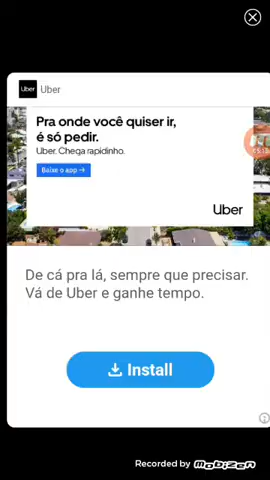 Uber
Uber
Pra onde você quiser ir,
é só pedir.
Uber. Chega rapidinho.
Baixe o app →
Uber
De cá pra lá, sempre que precisar.
Vá de Uber e ganhe tempo.
Install
Recorded by mobizen